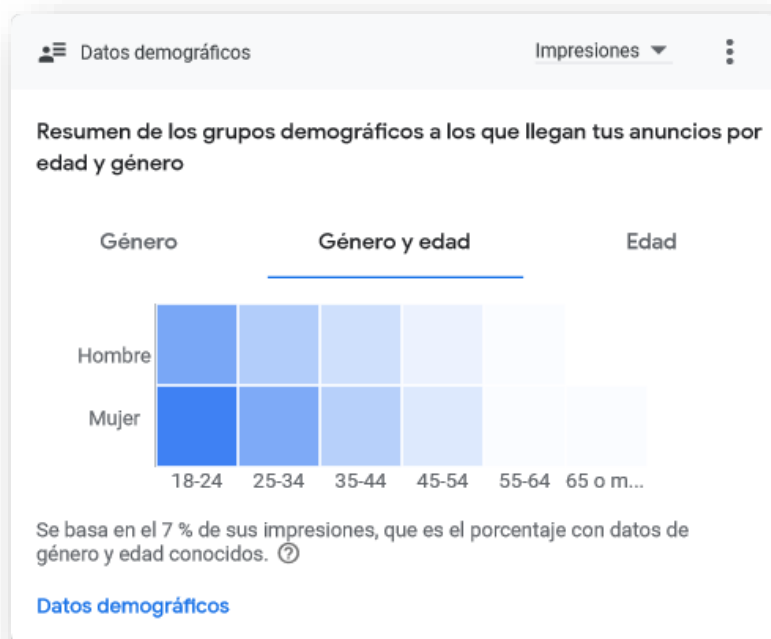 Datos demográficos
Impresiones
Resumen de los grupos demográficos a los que llegan tus anuncios por
edad y género
Género
Género y edad
Edad
Hombre
Mujer
18-24 25-34 35-44 45-54 55-64 65 o m...
Se basa en el 7 % de sus impresiones, que es el porcentaje con datos de
género y edad conocidos. ?
Datos demográficos